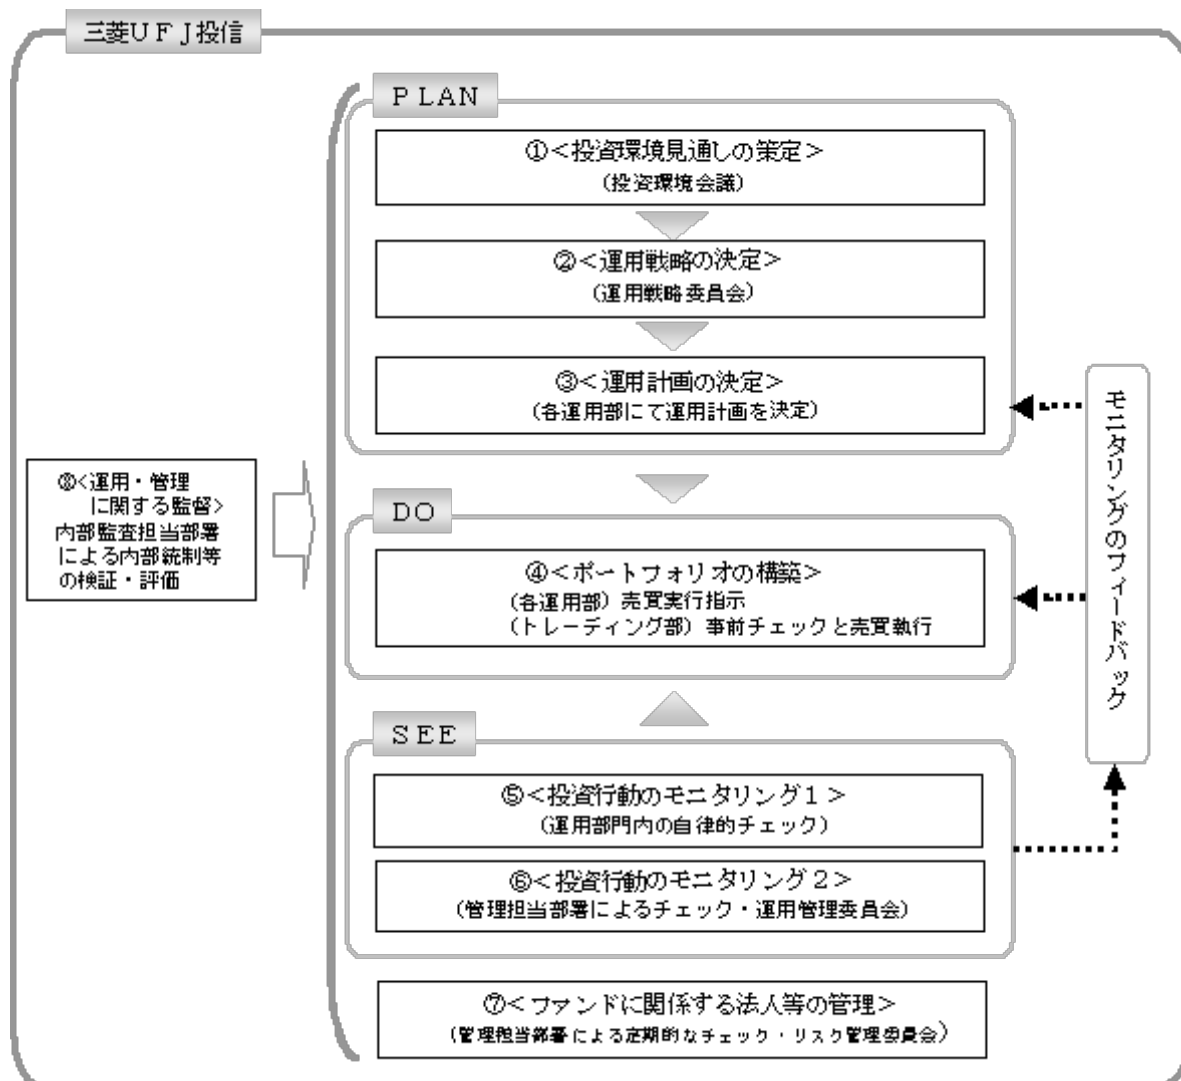 三菱ＵＦＪ投信
ＰＬＡＮ
①＜投資環境見通しの策定＞
（投資環境会議）
②＜運用戦略の決定＞
（運用戦略委員会）
③＜運用計画の決定＞
（各運用部にて運用計画を決定）
⑧＜運用・管理
に関する監督＞
内部監査担当部署
による内部統制等
の検証・評価
ＤＯ
④＜ポートフォリオの構築＞
（各運用部）売買実行指示
（トレーディング部）事前チェックと売買執行
モニタリングのフィードバック
ＳＥＥ
⑤＜投資行動のモニタリング１＞
（運用部門内の自律的チェック）
⑥＜投資行動のモニタリング２＞
（管理担当部署によるチェック・運用管理委員会）
⑦＜ファンドに関係する法人等の管理＞
（管理担当部署による定期的なチェック・リスク管理委員会）